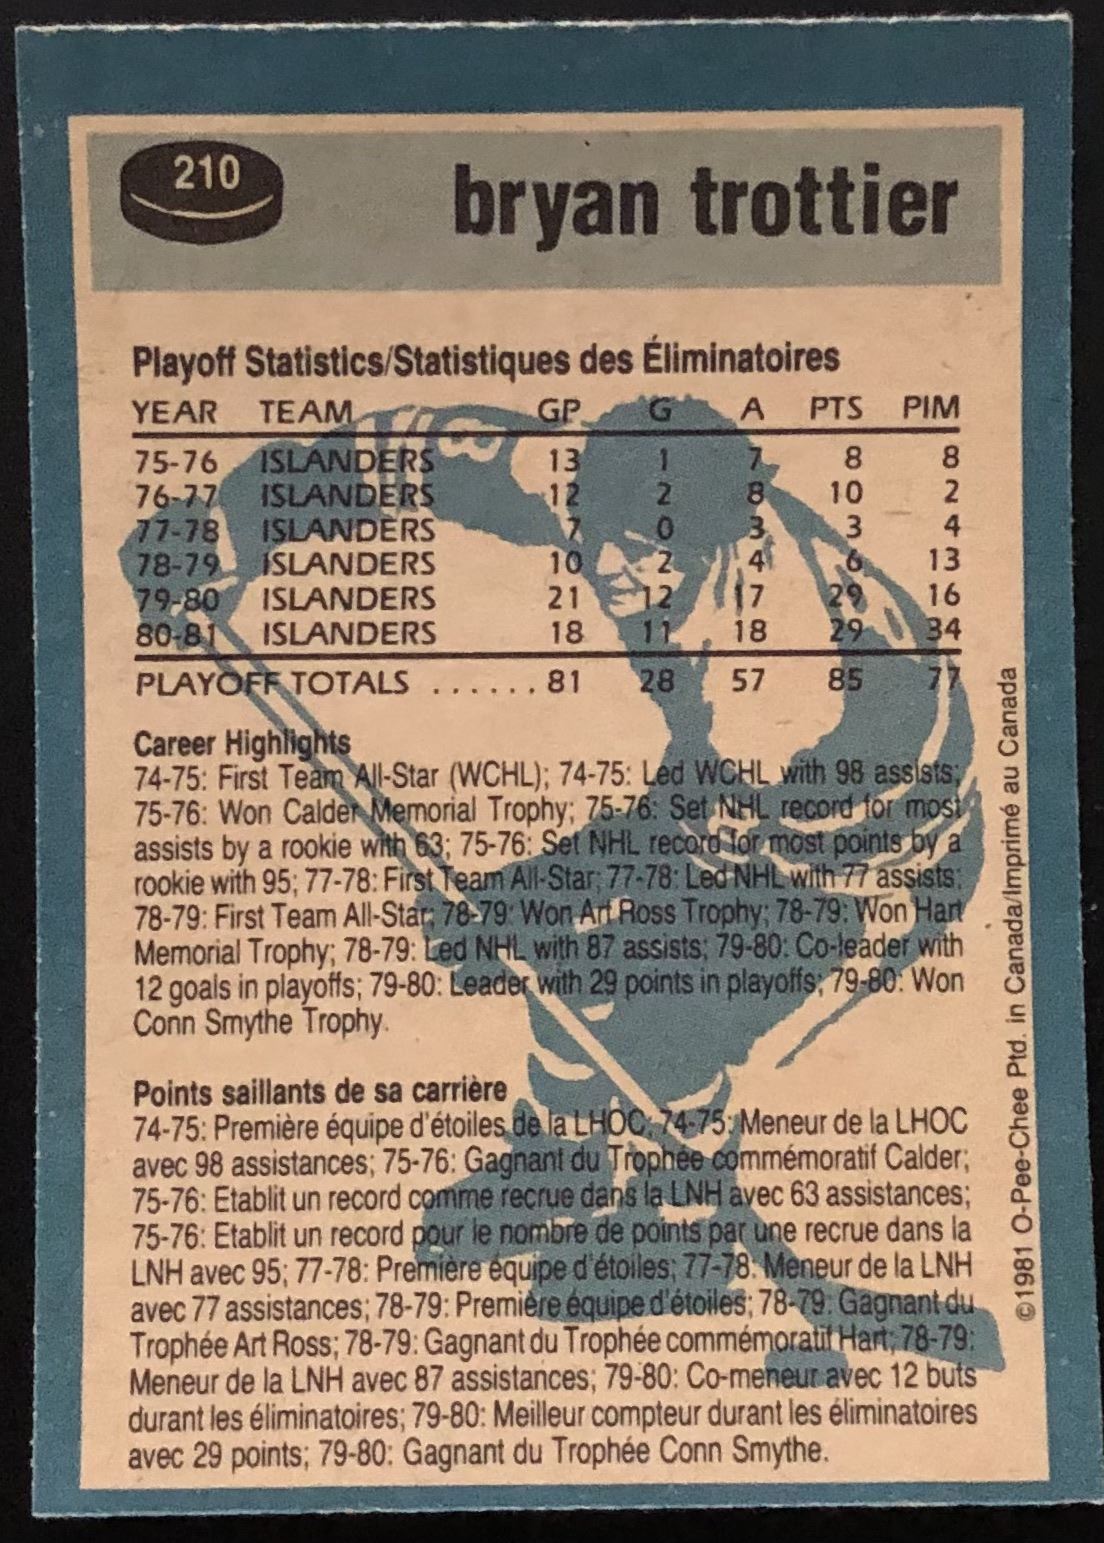 210
bryan trottier
Playoff Statistics/Statistiques des Éliminatoires
YEAR TEAM GP G A PTS PIM
75-76 ISLANDERS 13 1 7 8 8
76-77 ISLANDERS 12 2 8 10 2
77-78 ISLANDERS 7 0 3 3 4
78-79 ISLANDERS 10 2 4 6 13
79-80 ISLANDERS 21 12 17 29 16
80-81 ISLANDERS 18 11 18 29 34
PLAYOFF TOTALS ...... 81 28 57 85 77
Career Highlights
74-75: First Team All-Star (WCHL); 74-75: Led WCHL with 98 assists;
75-76: Won Calder Memorial Trophy; 75-76: Set NHL record for most
assists by a rookie with 63; 75-76: Set NHL record for most points by a
rookie with 95; 77-78: First Team All-Star; 77-78: Led NHL with 77 assists;
78-79: First Team All-Star; 78-79: Won Art Ross Trophy; 78-79: Won Hart
Memorial Trophy; 78-79: Led NHL with 87 assists; 79-80: Co-leader with
12 goals in playoffs; 79-80: Leader with 29 points in playoffs; 79-80: Won
Conn Smythe Trophy.
Points saillants de sa carrière
74-75: Première équipe d'étoiles de la LHOC; 74-75: Meneur de la LHOC
avec 98 assistances; 75-76: Gagnant du Trophée commémoratif Calder;
75-76: Etablit un record comme recrue dans la LNH avec 63 assistances;
75-76: Etablit un record pour le nombre de points par une recrue dans la
LNH avec 95; 77-78: Première équipe d'étoiles; 77-78: Meneur de la LNH
avec 77 assistances; 78-79: Première équipe d'étoiles; 78-79: Gagnant du
Trophée Art Ross; 78-79: Gagnant du Trophée commémoratif Hart; 78-79:
Meneur de la LNH avec 87 assistances; 79-80: Co-meneur avec 12 buts
durant les éliminatoires; 79-80: Meilleur compteur durant les éliminatoires
avec 29 points; 79-80: Gagnant du Trophée Conn Smythe.
©1981 O-Pee-Chee Ptd. in Canada/Imprimé au Canada